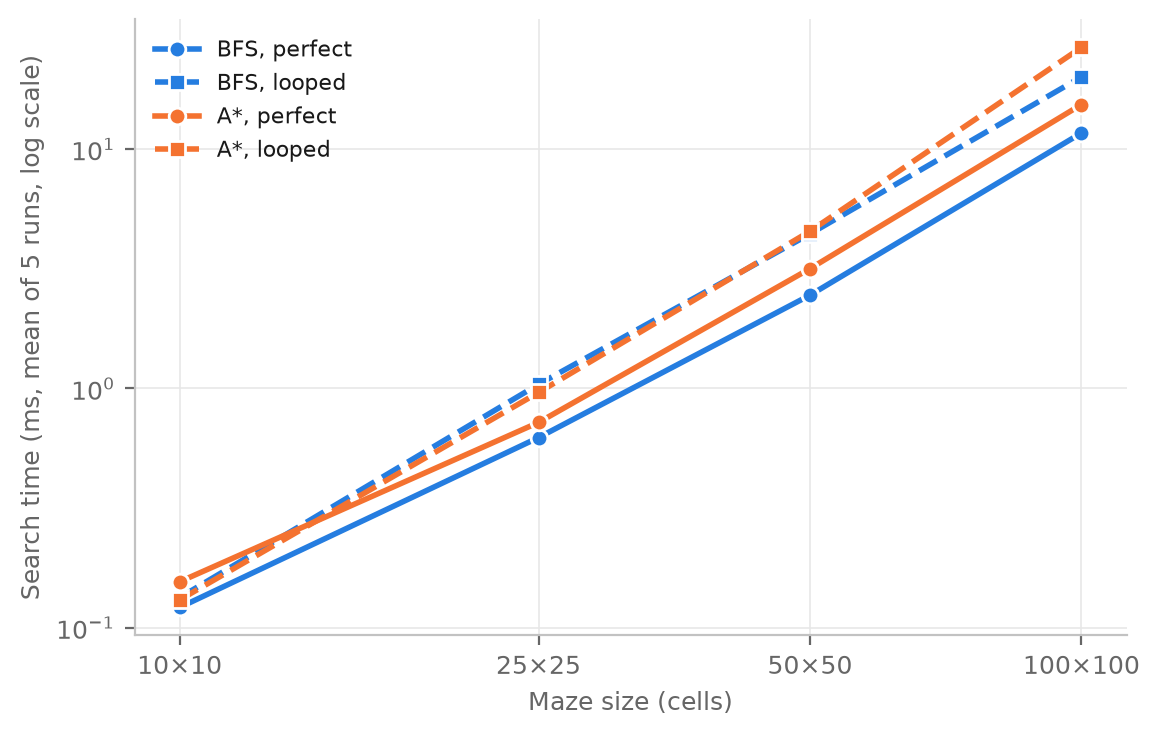 BFS, perfect
BFS, looped
A*, perfect
A*, looped
Search time (ms, mean of 5 runs, log scale)
10¹
10⁰
10⁻¹
10×10
25×25
50×50
100×100
Maze size (cells)